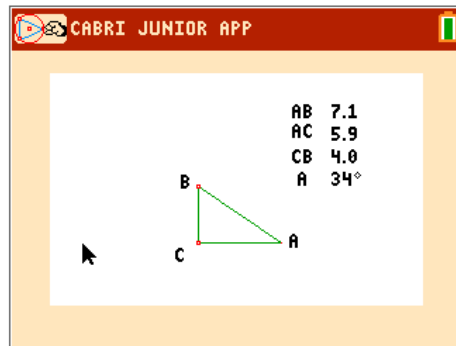 CABRI JUNIOR APP
AB 7.1
AC 5.9
CB 4.0
A 34°
B
A
C